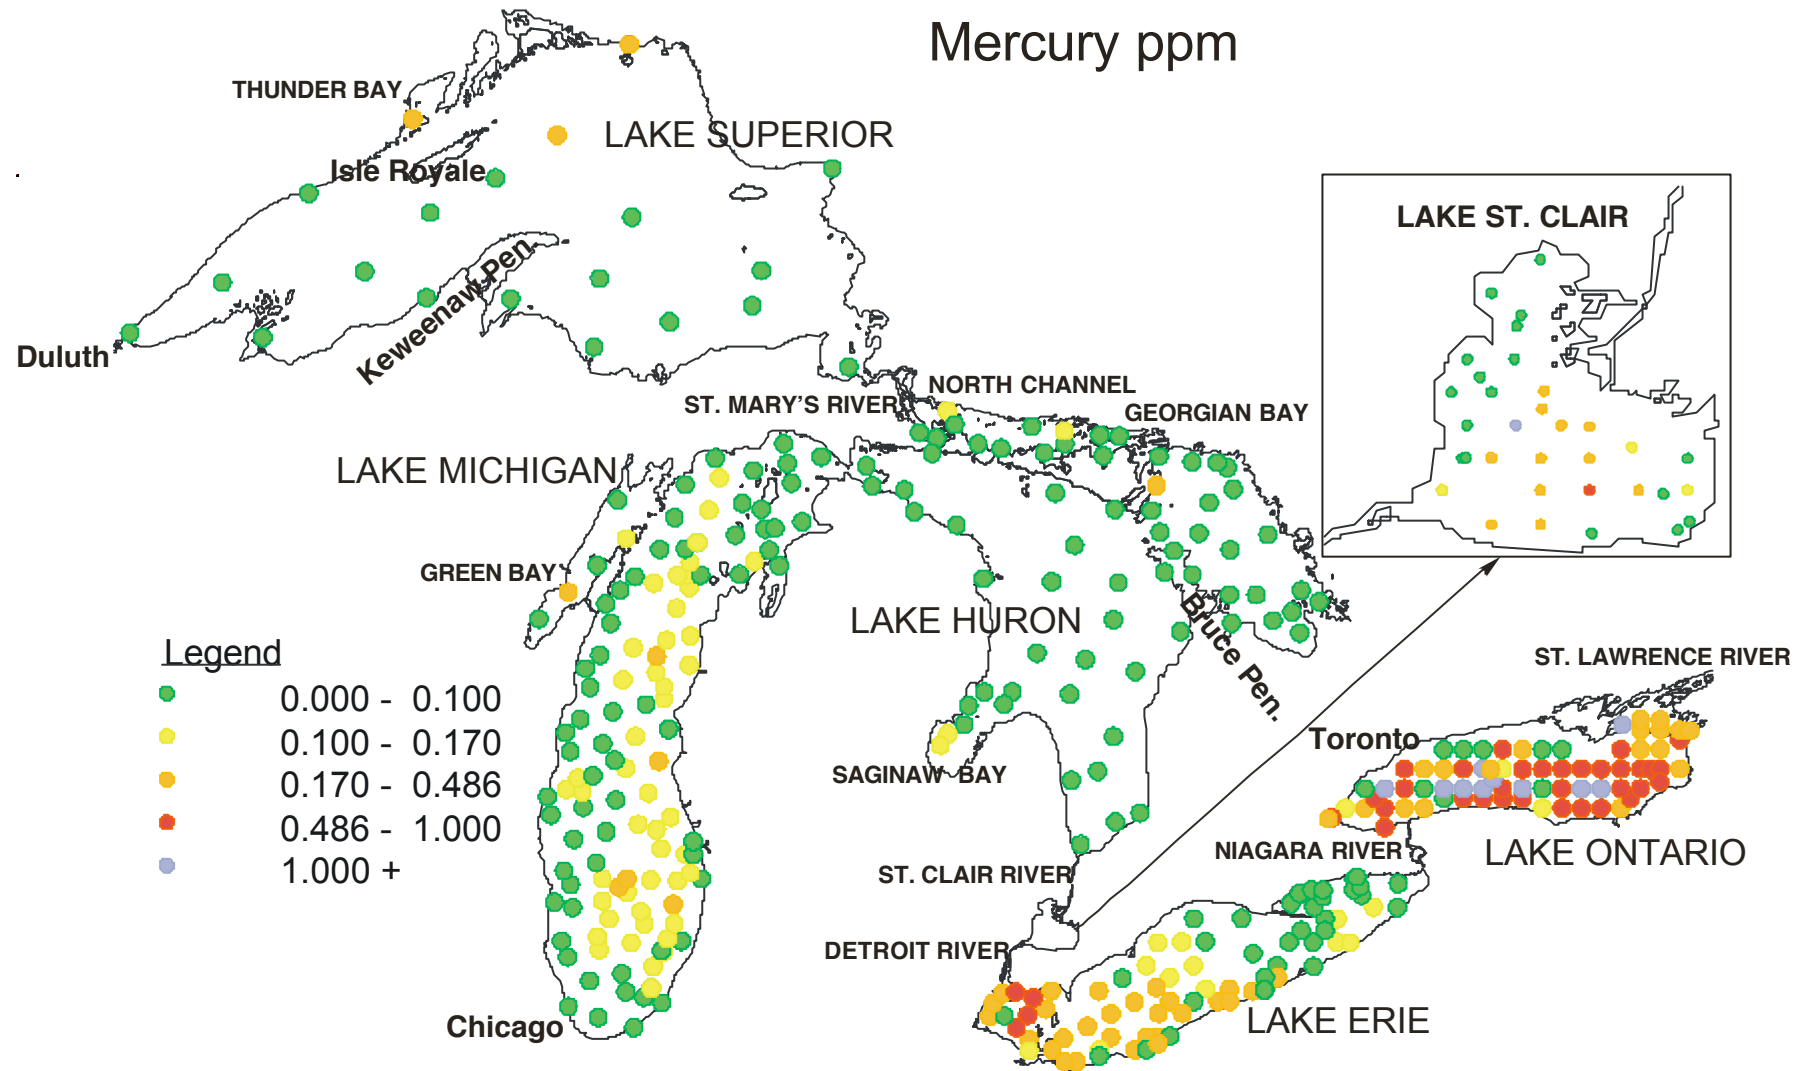 Mercury ppm
THUNDER BAY
LAKE SUPERIOR
Isle Royale
LAKE ST. CLAIR
Keweenaw Pen.
Duluth
NORTH CHANNEL
ST. MARY'S RIVER
GEORGIAN BAY
LAKE MICHIGAN
GREEN BAY
LAKE HURON
Bruce Pen.
Legend
0.000 - 0.100
0.100 - 0.170
0.170 - 0.486
0.486 - 1.000
1.000 +
ST. LAWRENCE RIVER
Toronto
SAGINAW BAY
NIAGARA RIVER
LAKE ONTARIO
ST. CLAIR RIVER
DETROIT RIVER
LAKE ERIE
Chicago